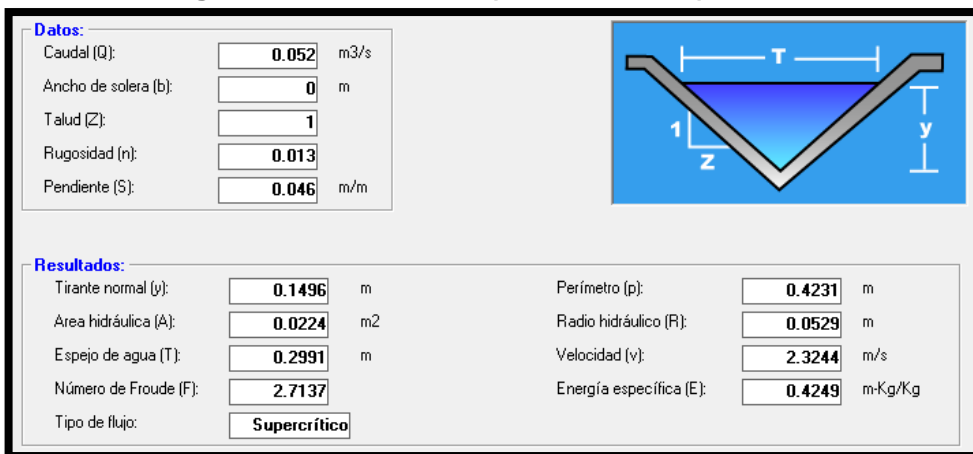 Datos:
Caudal (Q): 0.052 m3/s
Ancho de solera (b): 0 m
Talud (Z): 1
Rugosidad (n): 0.013
Pendiente (S): 0.046 m/m
T
1
Z
y
Resultados:
Tirante normal (y): 0.1496 m Perímetro (p): 0.4231 m
Area hidráulica (A): 0.0224 m2 Radio hidráulico (R): 0.0529 m
Espejo de agua (T): 0.2991 m Velocidad (v): 2.3244 m/s
Número de Froude (F): 2.7137 Energía específica (E): 0.4249 m-Kg/Kg
Tipo de flujo: Supercrítico